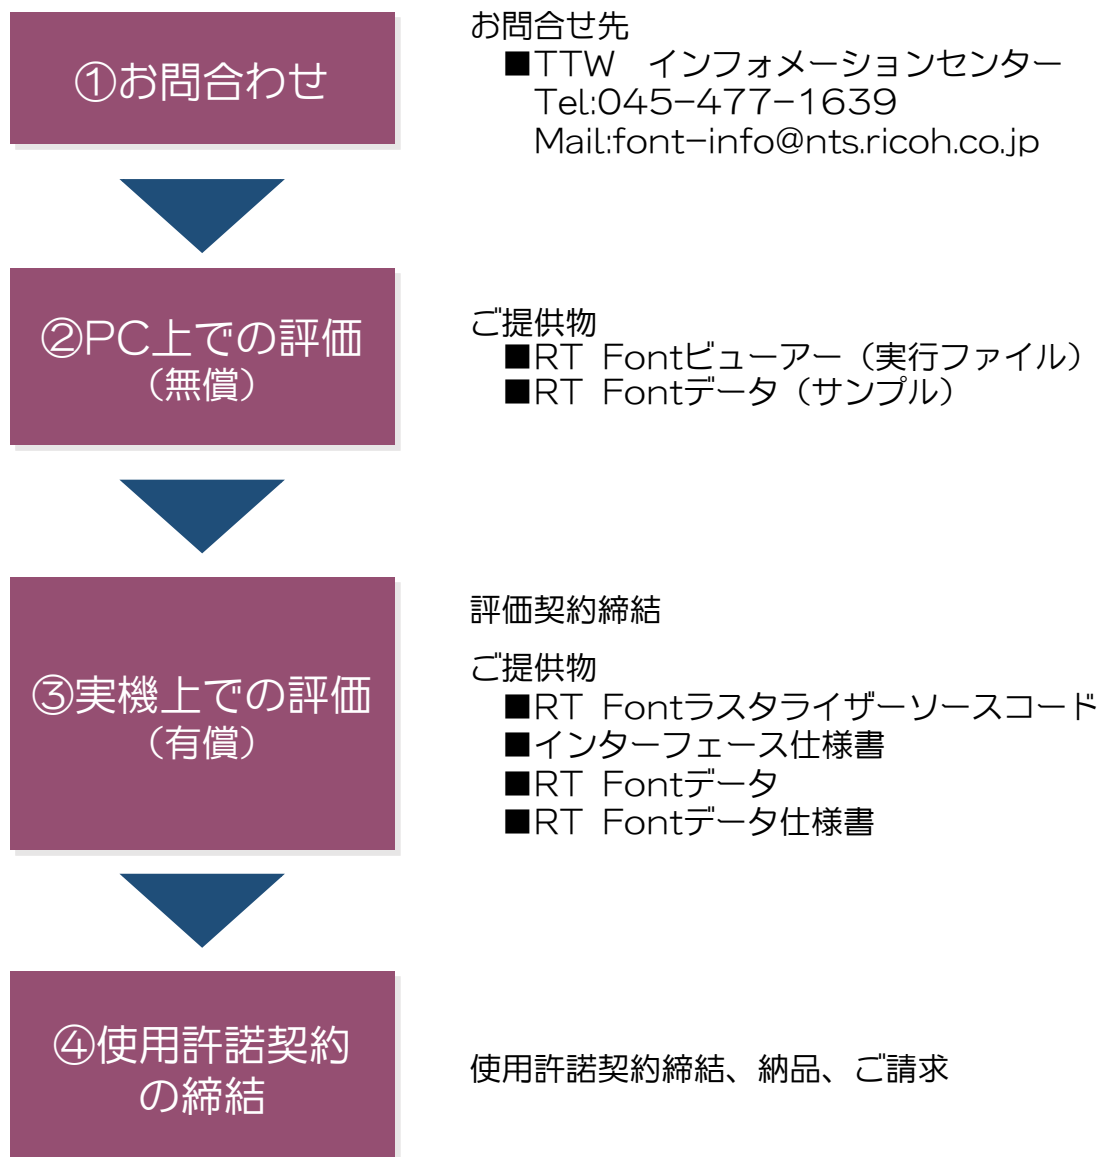 ①お問合わせ
お問合せ先
■TTW　インフォメーションセンター
Tel:045-477-1639
Mail:font-info@nts.ricoh.co.jp
②PC上での評価
（無償）
ご提供物
■RT Fontビューアー（実行ファイル）
■RT Fontデータ（サンプル）
③実機上での評価
（有償）
評価契約締結
ご提供物
■RT Fontラスタライザーソースコード
■インターフェース仕様書
■RT Fontデータ
■RT Fontデータ仕様書
④使用許諾契約
の締結
使用許諾契約締結、納品、ご請求